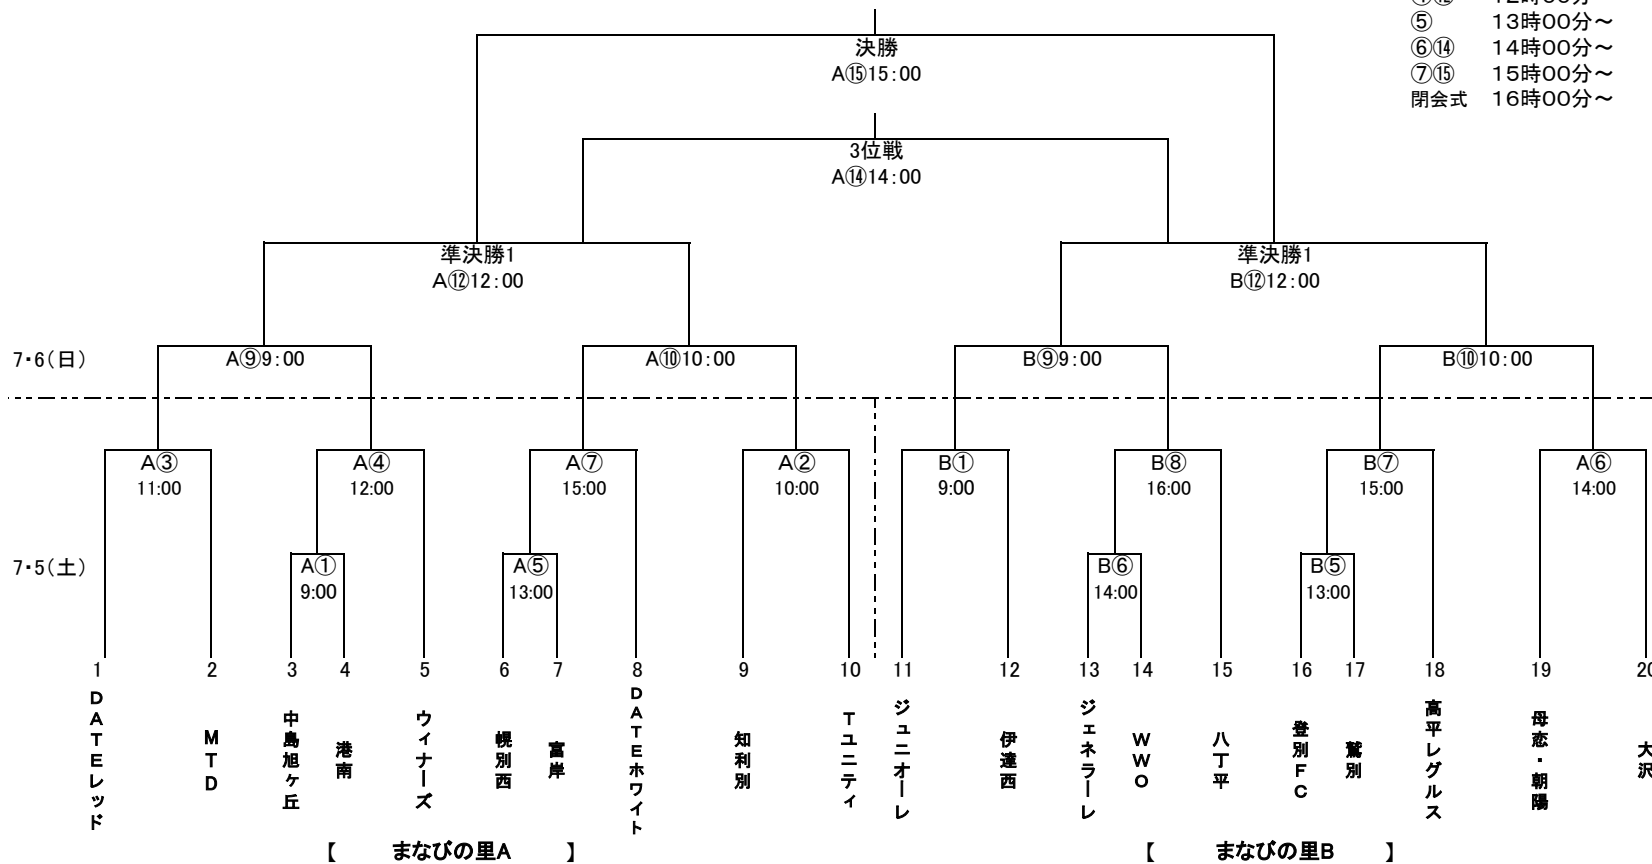 ⑤ 13時00分～
⑥⑭ 14時00分～
⑦⑮ 15時00分～
閉会式 16時00分～
決勝
A⑮15:00
3位戦
A⑭14:00
準決勝1
A⑫12:00
準決勝1
B⑫12:00
7・6(日)
A⑨9:00
A⑩10:00
B⑨9:00
B⑩10:00
A③
11:00
A④
12:00
A⑦
15:00
A②
10:00
B①
9:00
B⑧
16:00
B⑦
15:00
A⑥
14:00
7・5(土)
A①
9:00
A⑤
13:00
B⑥
14:00
B⑤
13:00
1 2 3 4 5 6 7 8 9 10 11 12 13 14 15 16 17 18 19 20
DATEレッド
MTD
中島旭ヶ丘
港南
ウィナーズ
幌別西
富岸
DATEホワイト
知利別
Tユニティ
ジュニオーレ
伊達西
ジェネラーレ
WWO
八丁平
登別FC
鷲別
高平レグルス
母恋・朝陽
大沢
【 まなびの里A 】
【 まなびの里B 】